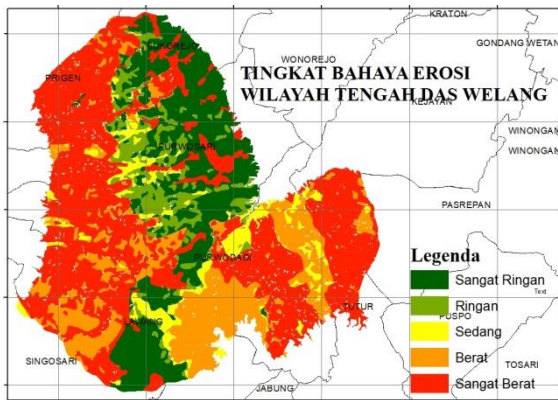 KRATON
GONDANG WETAN
WONOREJO
SUKOREJO
TINGKAT BAHAYA EROSI
PRIGEN
WILAYAH TENGAH DAS WELANG
KEJAYAN
WINONGAN
PURWOSARI
WINONGAN
PASREPAN
PURWODADI
Legenda
Sangat Ringan
Text
Ringan
TUTUR
PUSPO
Sedang
Berat
SINGOSARI
TOSARI
Sangat Berat
JABUNG